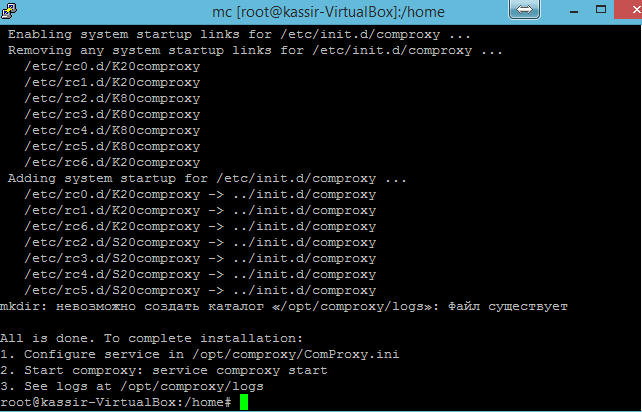 mc [root@kassir-VirtualBox]:/home
Enabling system startup links for /etc/init.d/comproxy ...
Removing any system startup links for /etc/init.d/comproxy ...
/etc/rc0.d/K20comproxy
/etc/rc1.d/K20comproxy
/etc/rc2.d/K80comproxy
/etc/rc3.d/K80comproxy
/etc/rc4.d/K80comproxy
/etc/rc5.d/K80comproxy
/etc/rc6.d/K20comproxy
Adding system startup for /etc/init.d/comproxy ...
/etc/rc0.d/K20comproxy -> ../init.d/comproxy
/etc/rc1.d/K20comproxy -> ../init.d/comproxy
/etc/rc6.d/K20comproxy -> ../init.d/comproxy
/etc/rc2.d/S20comproxy -> ../init.d/comproxy
/etc/rc3.d/S20comproxy -> ../init.d/comproxy
/etc/rc4.d/S20comproxy -> ../init.d/comproxy
/etc/rc5.d/S20comproxy -> ../init.d/comproxy
mkdir: невозможно создать каталог «/opt/comproxy/logs»: Файл существует
All is done. To complete installation:
1. Configure service in /opt/comproxy/ComProxy.ini
2. Start comproxy: service comproxy start
3. See logs at /opt/comproxy/logs
root@kassir-VirtualBox:/home#